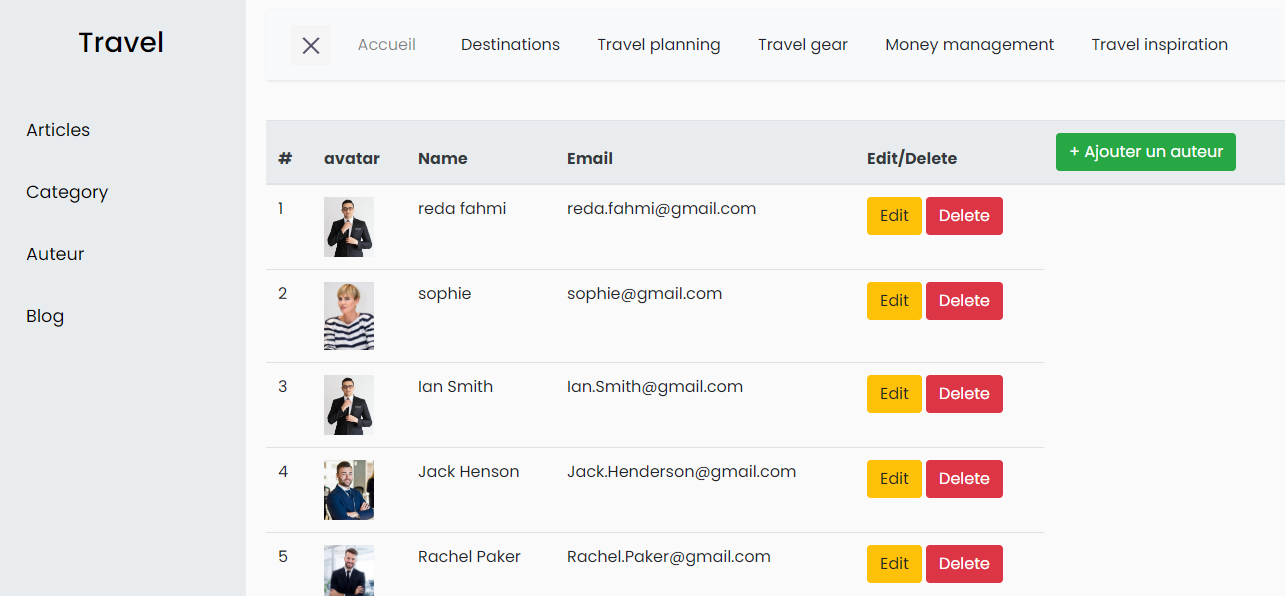 Travel
Accueil Destinations Travel planning Travel gear Money management Travel inspiration
Articles
Category
Auteur
Blog
# avatar Name Email Edit/Delete + Ajouter un auteur
1 reda fahmi reda.fahmi@gmail.com Edit Delete
2 sophie sophie@gmail.com Edit Delete
3 Ian Smith Ian.Smith@gmail.com Edit Delete
4 Jack Henson Jack.Henderson@gmail.com Edit Delete
5 Rachel Paker Rachel.Paker@gmail.com Edit Delete